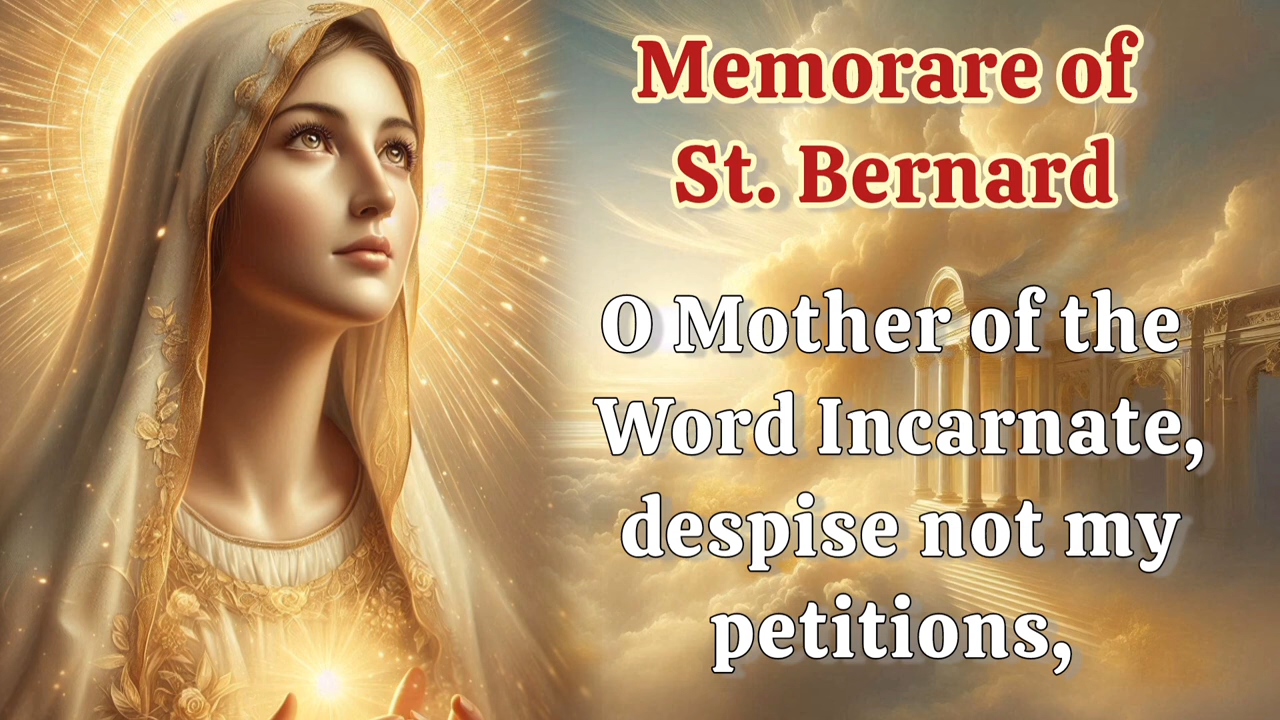 Memorare of
St. Bernard
O Mother of the
Word Incarnate,
despise not my
petitions,